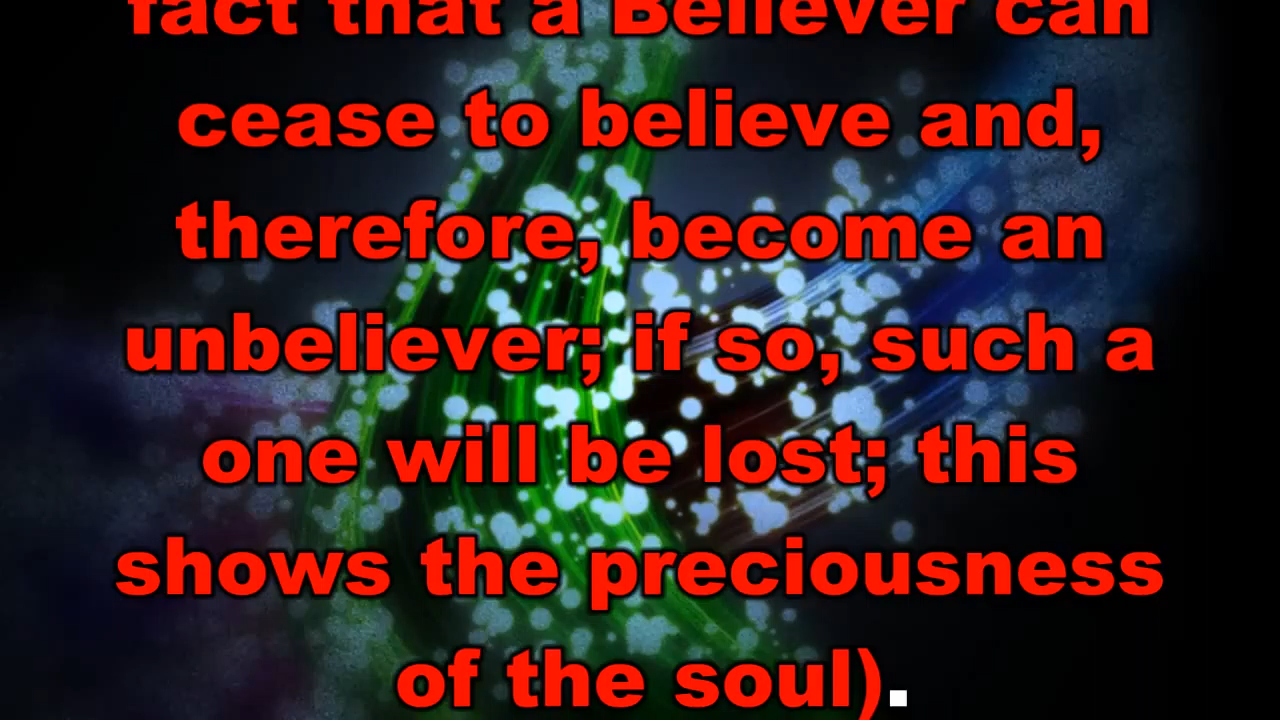 fact that a Believer can
cease to believe and,
therefore, become an
unbeliever; if so, such a
one will be lost; this
shows the preciousness
of the soul).